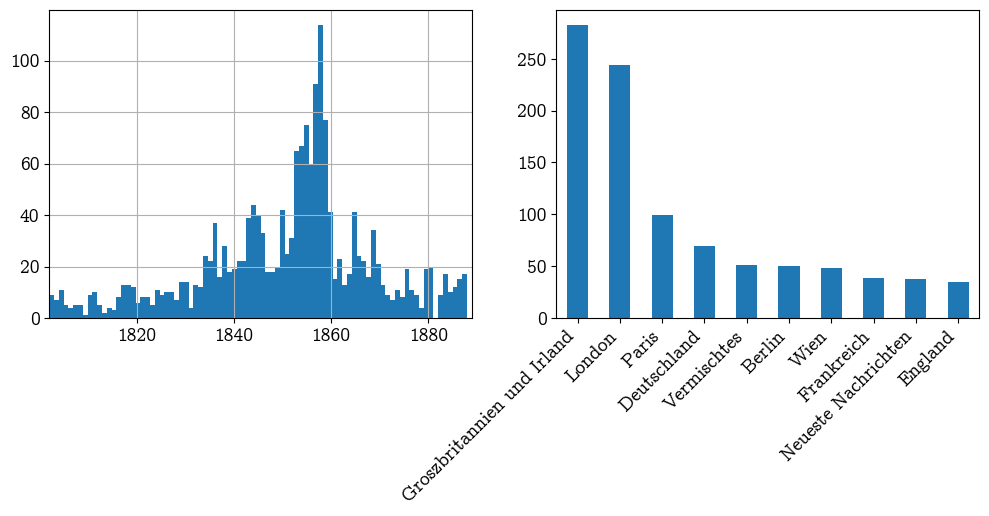 100
80
60
40
20
0
1820 1840 1860 1880
250
200
150
100
50
0
Groszbritannien und Irland
London
Paris
Deutschland
Vermischtes
Berlin
Wien
Frankreich
Neueste Nachrichten
England